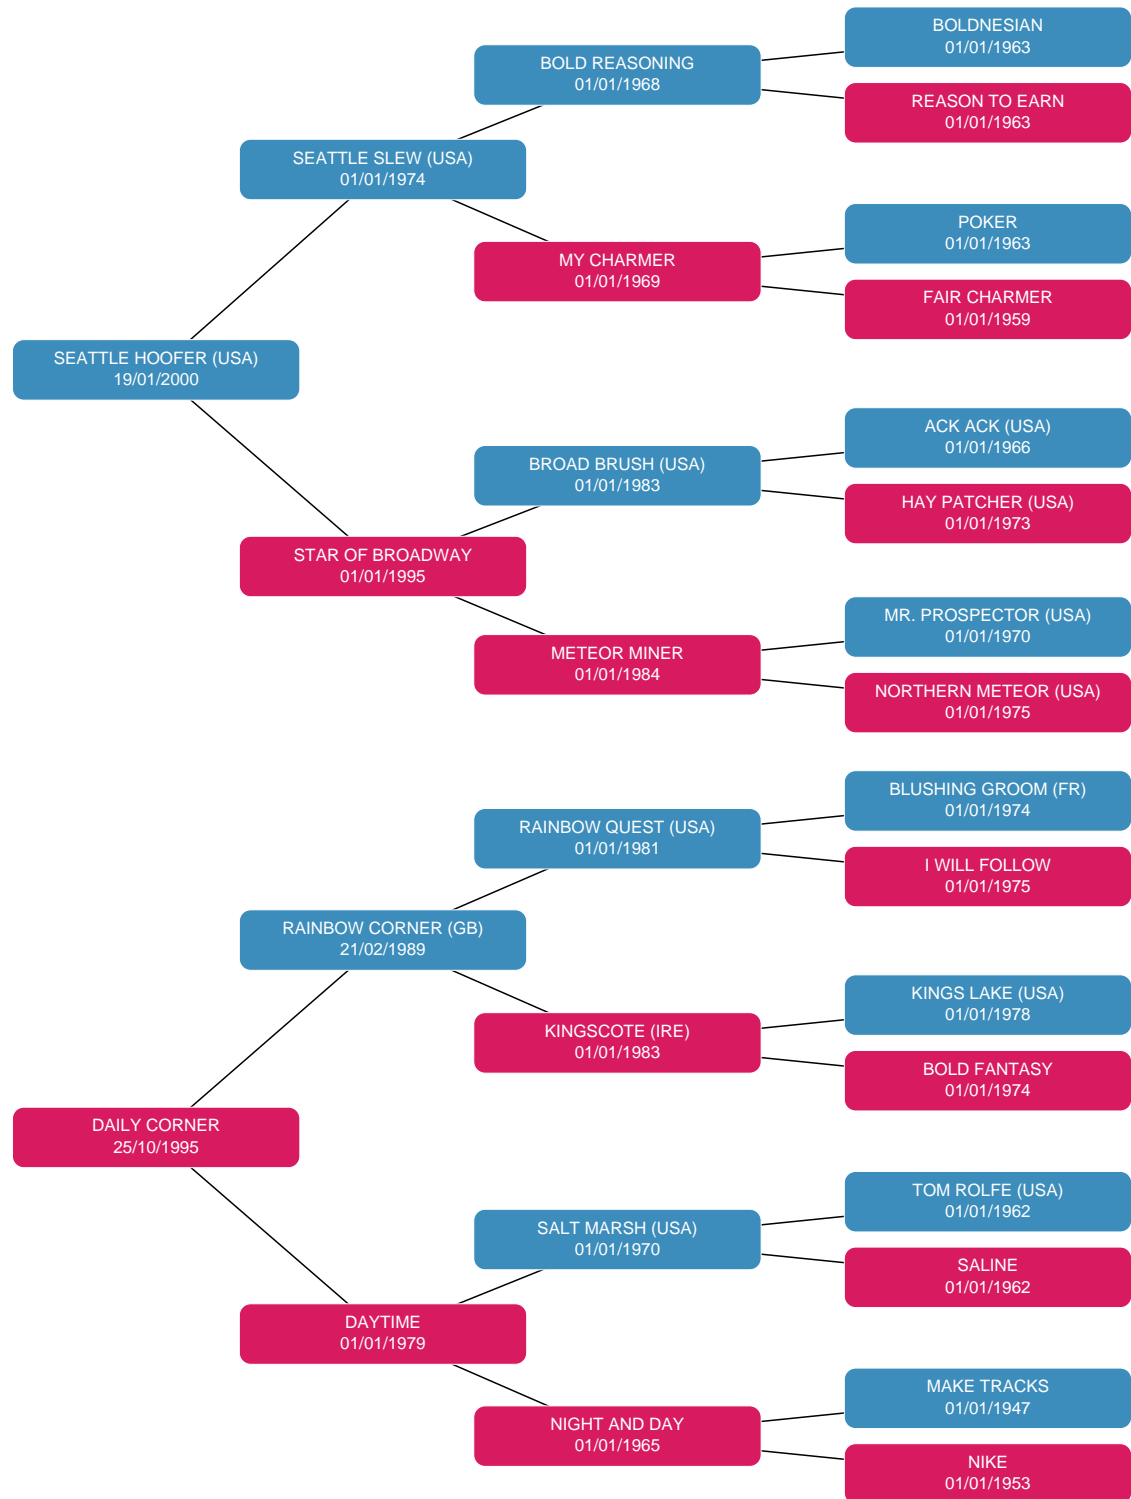 BOLDNESIAN
01/01/1963
BOLD REASONING
01/01/1968
REASON TO EARN
01/01/1963
SEATTLE SLEW (USA)
01/01/1974
POKER
01/01/1963
MY CHARMER
01/01/1969
FAIR CHARMER
01/01/1959
SEATTLE HOOFER (USA)
19/01/2000
ACK ACK (USA)
01/01/1966
BROAD BRUSH (USA)
01/01/1983
HAY PATCHER (USA)
01/01/1973
STAR OF BROADWAY
01/01/1995
MR. PROSPECTOR (USA)
01/01/1970
METEOR MINER
01/01/1984
NORTHERN METEOR (USA)
01/01/1975
BLUSHING GROOM (FR)
01/01/1974
RAINBOW QUEST (USA)
01/01/1981
I WILL FOLLOW
01/01/1975
RAINBOW CORNER (GB)
21/02/1989
KINGS LAKE (USA)
01/01/1978
KINGSCOTE (IRE)
01/01/1983
BOLD FANTASY
01/01/1974
DAILY CORNER
25/10/1995
TOM ROLFE (USA)
01/01/1962
SALT MARSH (USA)
01/01/1970
SALINE
01/01/1962
DAYTIME
01/01/1979
MAKE TRACKS
01/01/1947
NIGHT AND DAY
01/01/1965
NIKE
01/01/1953